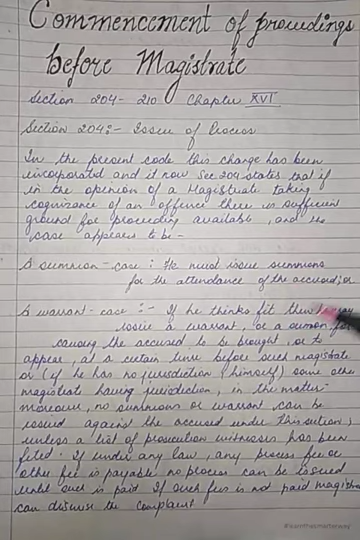 Commencement of proceedings
before Magistrate
Section 204- 210 Chapter XVI
Section 204:- Issue of Process
In the present code this change has been
incorporated and it now Sec 204 states that if
in the opinion of a Magistrate taking
cognizance of an offence there is sufficient
ground for proceeding available, and the
case appears to be -
A summon-case : He must issue summons
for the attendance of the accused; or
A warrant-case :- If he thinks fit then
issue a warrant, or a summon for
causing the accused to be brought, or to
appear, at a certain time before such magistrate
or (if he has no jurisdiction himself) some other
magistrate having jurisdiction, in the matter.
moreover, no summons or warrant can be
issued against the accused under this section,
unless a list of prosecution witnesses has been
filed. If under any law, any process fee or
other fee is payable no process can be issued
until such is paid If such fees is not paid magistrate
can dismiss the complaint